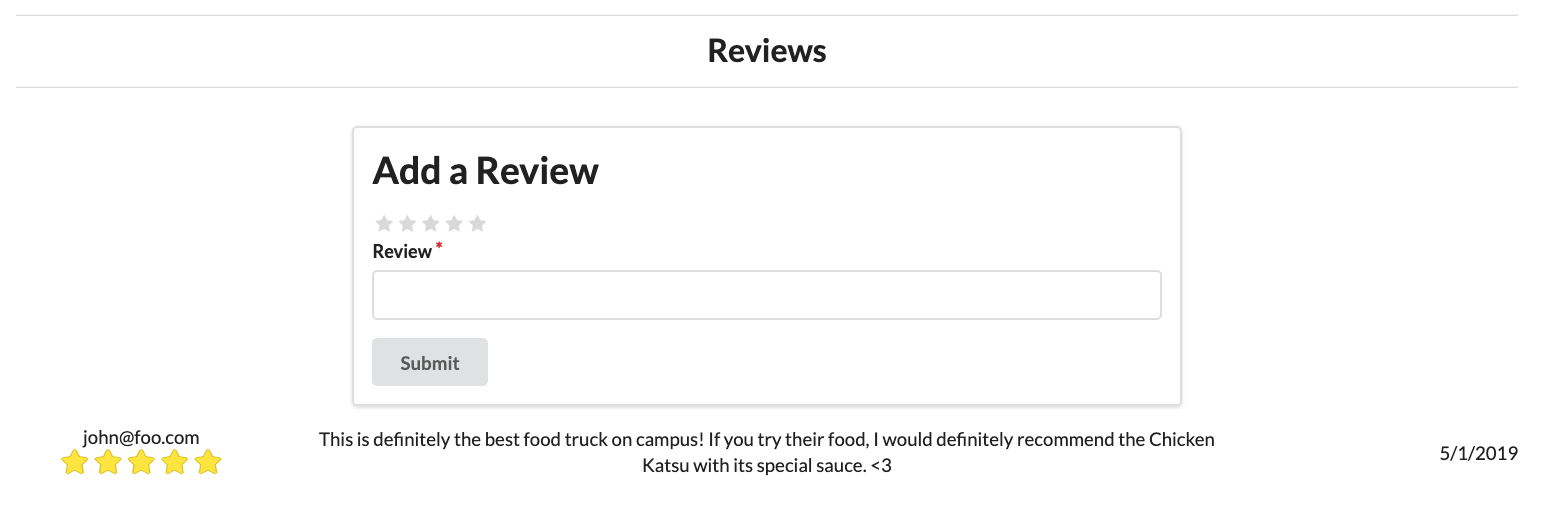 Reviews
Add a Review
Review *
Submit
john@foo.com
This is definitely the best food truck on campus! If you try their food, I would definitely recommend the Chicken
Katsu with its special sauce. <3
5/1/2019